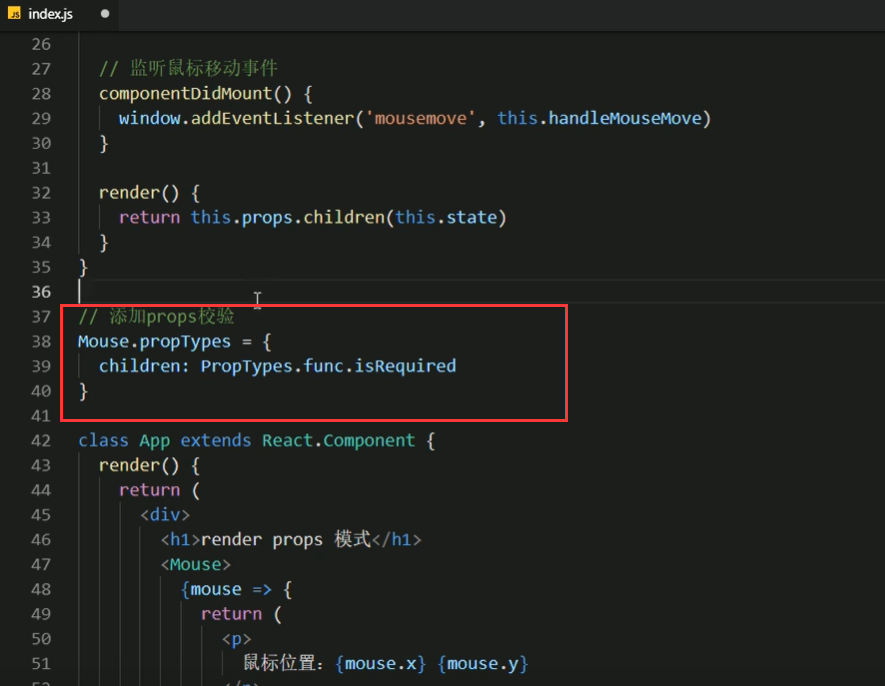 JS index.js
26
27 // 监听鼠标移动事件
28 componentDidMount() {
29 window.addEventListener('mousemove', this.handleMouseMove)
30 }
31
32 render() {
33 return this.props.children(this.state)
34 }
35 }
36
37 // 添加props校验
38 Mouse.propTypes = {
39 children: PropTypes.func.isRequired
40 }
41
42 class App extends React.Component {
43 render() {
44 return (
45 <div>
46 <h1>render props 模式</h1>
47 <Mouse>
48 {mouse => {
49 return (
50 <p>
51 鼠标位置：{mouse.x} {mouse.y}